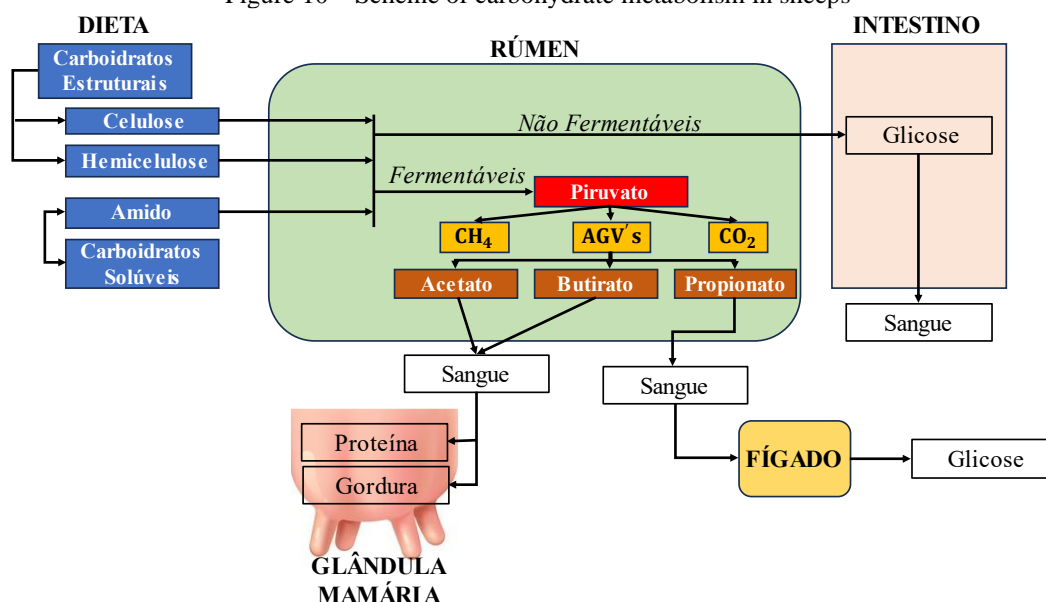 Figure 10 – Scheme of carbohydrate metabolism in sheeps
DIETA
RÚMEN
INTESTINO
Carboidratos
Estruturais
Celulose
Hemicelulose
Amido
Carboidratos
Solúveis
Não Fermentáveis
Fermentáveis
Piruvato
CH₄
AGV's
CO₂
Acetato
Butirato
Propionato
Glicose
Sangue
Sangue
Sangue
Proteína
Gordura
GLÂNDULA
MAMÁRIA
FÍGADO
Glicose